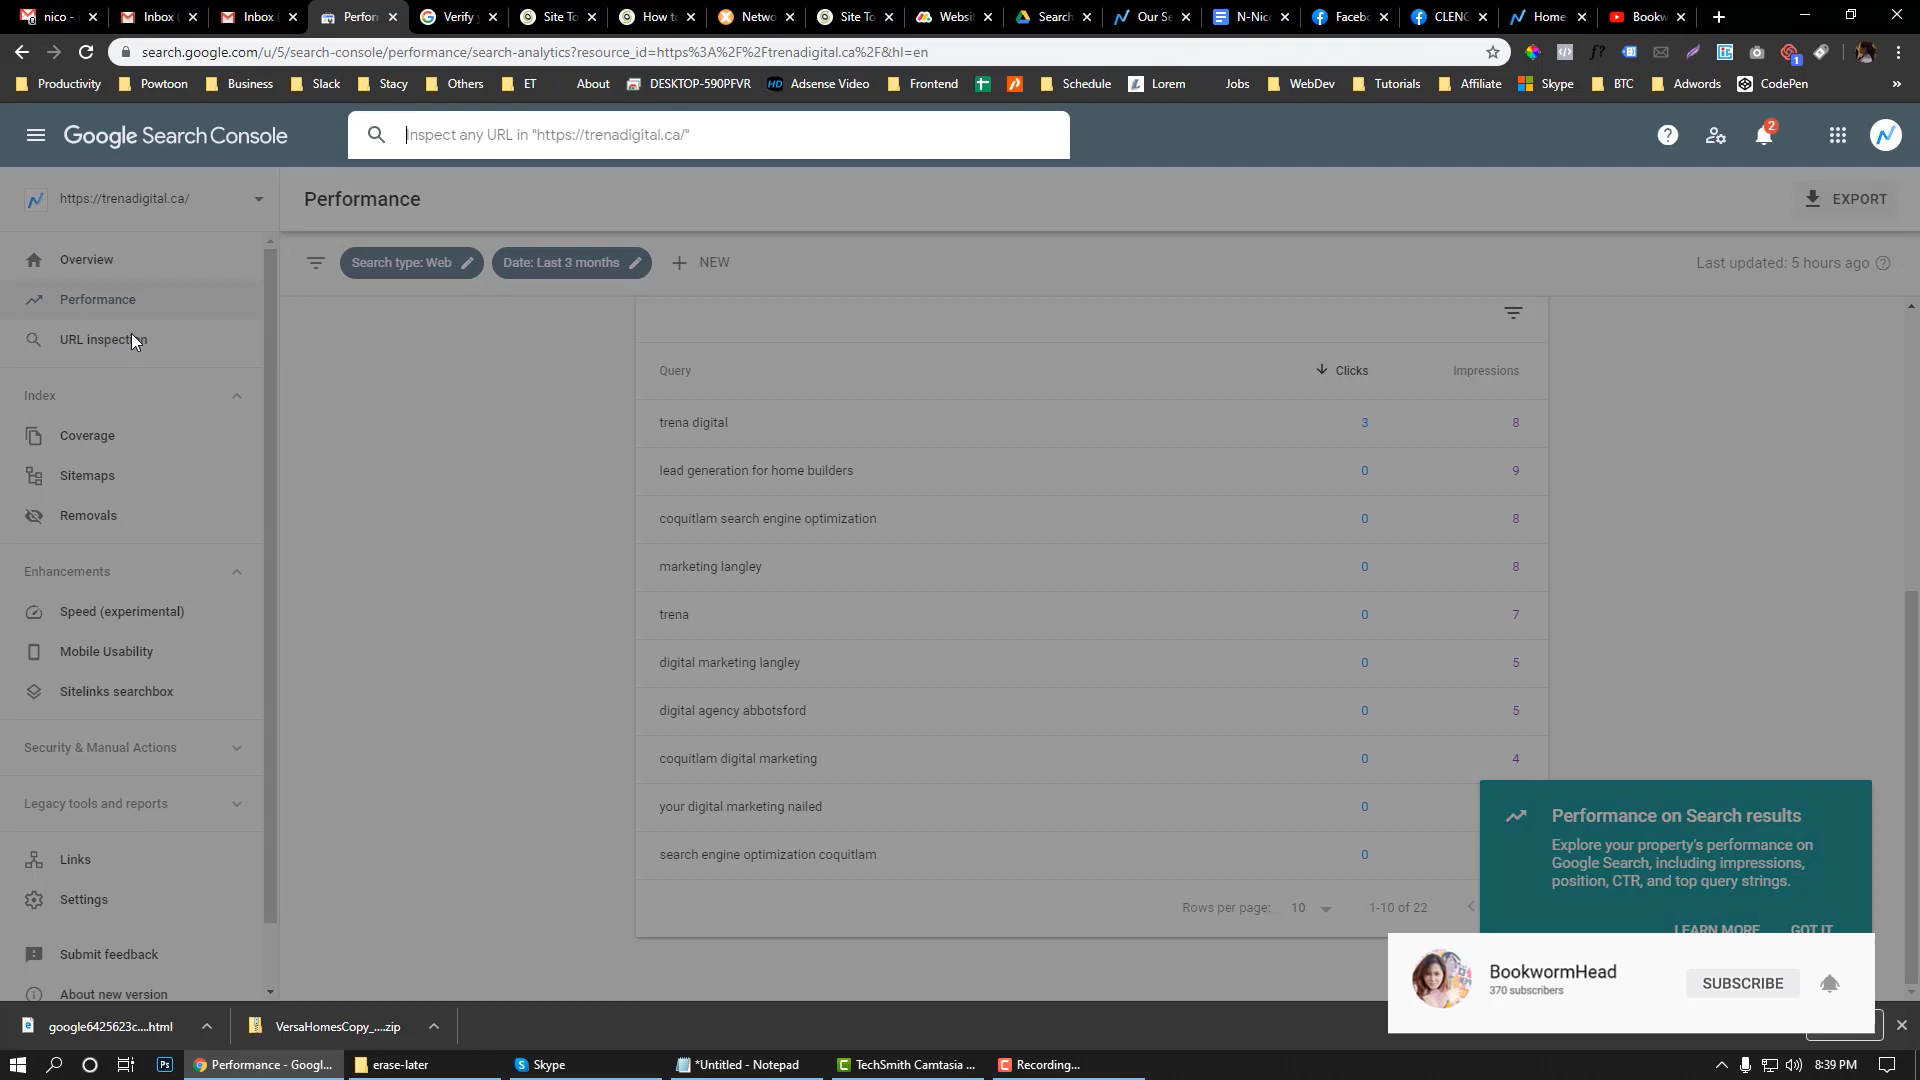 nico -
Inbox (
Inbox (
Perforr
Verify
Site To
How to
Netwo
Site To
Websi
Search
Our Se
N-Nico
Facebo
CLENG
Home
Bookw
search.google.com/u/5/search-console/performance/search-analytics?resource_id=https%3A%2F%2Ftrenadigital.ca%2F&hl=en
Productivity
Powtoon
Business
Slack
Stacy
Others
ET
About
DESKTOP-590PFVR
Adsense Video
Frontend
Schedule
Lorem
Jobs
WebDev
Tutorials
Affiliate
Skype
BTC
Adwords
CodePen
»
Google Search Console
Inspect any URL in "https://trenadigital.ca/"
2
https://trenadigital.ca/
Performance
EXPORT
Overview
Performance
URL inspection
Search type: Web
Date: Last 3 months
NEW
Last updated: 5 hours ago
Index
Coverage
Sitemaps
Removals
Enhancements
Speed (experimental)
Mobile Usability
Sitelinks searchbox
Security & Manual Actions
Legacy tools and reports
Links
Settings
Submit feedback
About new version
Query Clicks Impressions
trena digital 3 8
lead generation for home builders 0 9
coquitlam search engine optimization 0 8
marketing langley 0 8
trena 0 7
digital marketing langley 0 5
digital agency abbotsford 0 5
coquitlam digital marketing 0 4
your digital marketing nailed 0
search engine optimization coquitlam 0
Rows per page: 10 1-10 of 22
Performance on Search results
Explore your property's performance on
Google Search, including impressions,
position, CTR, and top query strings.
LEARN MORE GOT IT
BookwormHead
370 subscribers
SUBSCRIBE
google6425623c....html
VersaHomesCopy_....zip
Performance - Googl...
erase-later
Skype
*Untitled - Notepad
TechSmith Camtasia ...
Recording...
8:39 PM